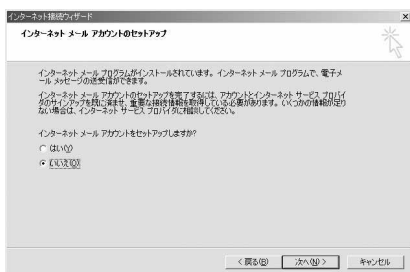 インターネット接続ウィザード
インターネット メール アカウントのセットアップ
インターネット メール プログラムがインストールされています。インターネット メール プログラムで、電子メ
ール メッセージの送受信ができます。
インターネット メール アカウントのセットアップを完了するには、アカウントとインターネット サービス プロバイ
ダのサインアップを既に済ませ、重要な接続情報を取得している必要があります。いくつかの情報が足り
ない場合は、インターネット サービス プロバイダに相談してください。
インターネット メール アカウントをセットアップしますか?
はい(Y)
いいえ(O)
< 戻る(B)
次へ(N) >
キャンセル